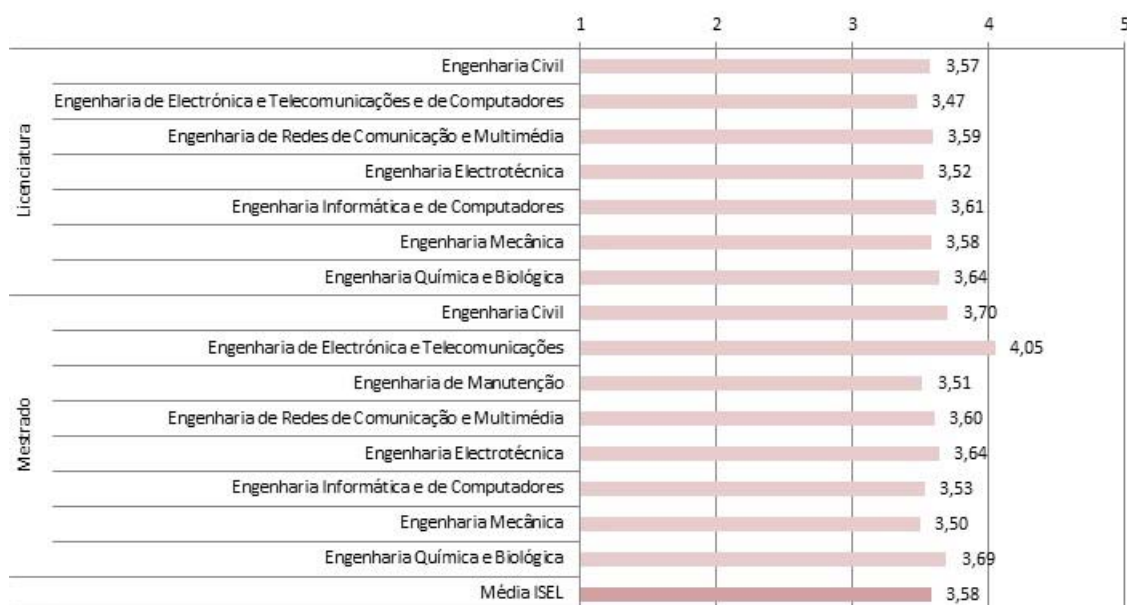 1 2 3 4 5
Licenciatura
Engenharia Civil 3,57
Engenharia de Electrónica e Telecomunicações e de Computadores 3,47
Engenharia de Redes de Comunicação e Multimédia 3,59
Engenharia Electrotécnica 3,52
Engenharia Informática e de Computadores 3,61
Engenharia Mecânica 3,58
Engenharia Química e Biológica 3,64
Mestrado
Engenharia Civil 3,70
Engenharia de Electrónica e Telecomunicações 4,05
Engenharia de Manutenção 3,51
Engenharia de Redes de Comunicação e Multimédia 3,60
Engenharia Electrotécnica 3,64
Engenharia Informática e de Computadores 3,53
Engenharia Mecânica 3,50
Engenharia Química e Biológica 3,69
Média ISEL 3,58